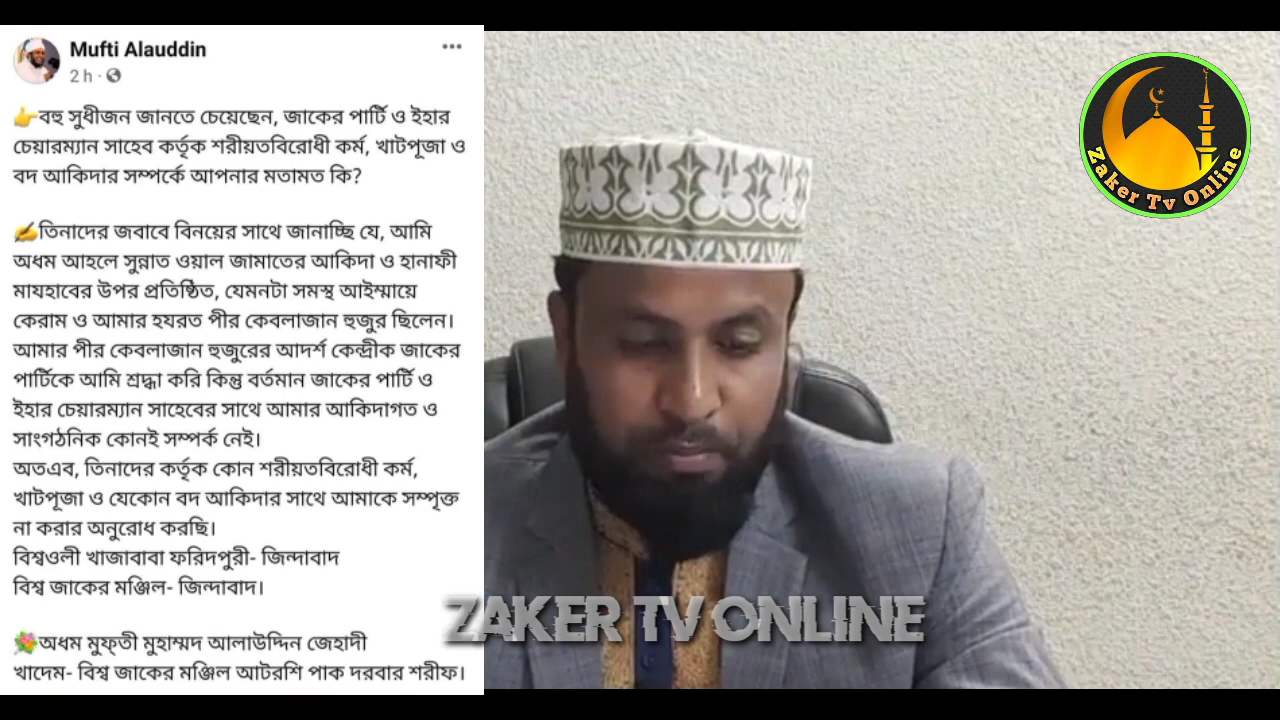 Mufti Alauddin
2 h ·
👉বহু সুধীজন জানতে চেয়েছেন, জাকের পার্টি ও ইহার
চেয়ারম্যান সাহেব কর্তৃক শরীয়তবিরোধী কর্ম, খাটপূজা ও
বদ আকিদার সম্পর্কে আপনার মতামত কি?
✍️তিনাদের জবাবে বিনয়ের সাথে জানাচ্ছি যে, আমি
অধম আহলে সুন্নাত ওয়াল জামাতের আকিদা ও হানাফী
মাযহাবের উপর প্রতিষ্ঠিত, যেমনটা সমস্থ আইম্মায়ে
কেরাম ও আমার হযরত পীর কেবলাজান হুজুর ছিলেন।
আমার পীর কেবলাজান হুজুরের আদর্শ কেন্দ্রীক জাকের
পার্টিকে আমি শ্রদ্ধা করি কিন্তু বর্তমান জাকের পার্টি ও
ইহার চেয়ারম্যান সাহেবের সাথে আমার আকিদাগত ও
সাংগঠনিক কোনই সম্পর্ক নেই।
অতএব, তিনাদের কর্তৃক কোন শরীয়তবিরোধী কর্ম,
খাটপূজা ও যেকোন বদ আকিদার সাথে আমাকে সম্পৃক্ত
না করার অনুরোধ করছি।
বিশ্বওলী খাজাবাবা ফরিদপুরী- জিন্দাবাদ
বিশ্ব জাকের মঞ্জিল- জিন্দাবাদ।
💐অধম মুফ্তী মুহাম্মদ আলাউদ্দিন জেহাদী
খাদেম- বিশ্ব জাকের মঞ্জিল আটরশি পাক দরবার শরীফ।
Zaker Tv Online
ZAKER TV ONLINE